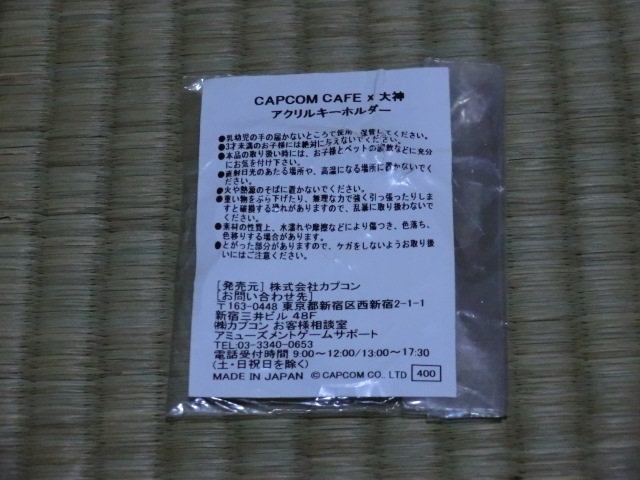 CAPCOM CAFE x 大神
アクリルキーホルダー
●乳幼児の手の届かないところで使用、保管してください。
●3才未満のお子様には絶対に与えないでください。
●本品の取り扱い時には、お子様とペットの誤飲などに充分
にお気を付け下さい。
●直射日光のあたる場所や、高温になる場所に置かないでく
ださい。
●火や熱源のそばに置かないでください。
●重い物をぶら下げたり、無理な力で強く引っ張ったりしま
すと破損する恐れがありますので、乱暴に取り扱わないで
ください。
●素材の性質上、水濡れや摩擦などにより傷つき、色落ち、
色移りする場合があります。
●とがった部分がありますので、ケガをしないようお取り扱
いにはご注意ください。
[発売元] 株式会社カプコン
[お問い合わせ先]
〒163-0448 東京都新宿区西新宿2-1-1
新宿三井ビル 48F
㈱カプコン お客様相談室
アミューズメントゲームサポート
TEL:03-3340-0653
電話受付時間 9:00~12:00/13:00~17:30
(土・日祝日を除く)
MADE IN JAPAN ©CAPCOM CO., LTD 400